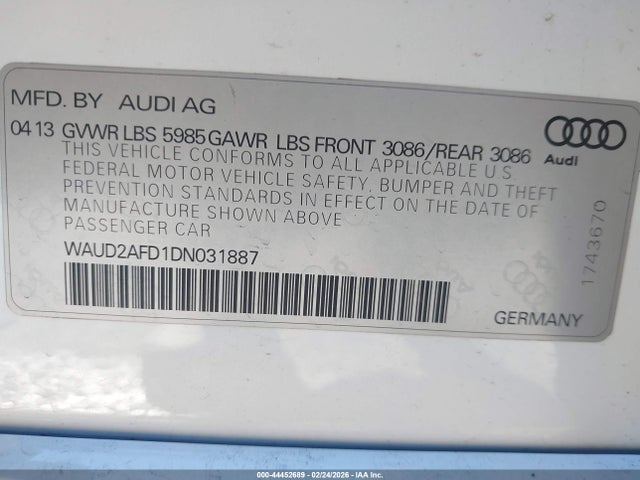 MFD. BY AUDI AG
04 13 GVWR LBS 5985 GAWR LBS FRONT 3086/REAR 3086
THIS VEHICLE CONFORMS TO ALL APPLICABLE U.S.
FEDERAL MOTOR VEHICLE SAFETY, BUMPER AND THEFT
PREVENTION STANDARDS IN EFFECT ON THE DATE OF
MANUFACTURE SHOWN ABOVE
PASSENGER CAR
WAUD2AFD1DN031887
Audi
1743670
GERMANY
000-44452689 - 02/24/2026 - IAAI, Inc.